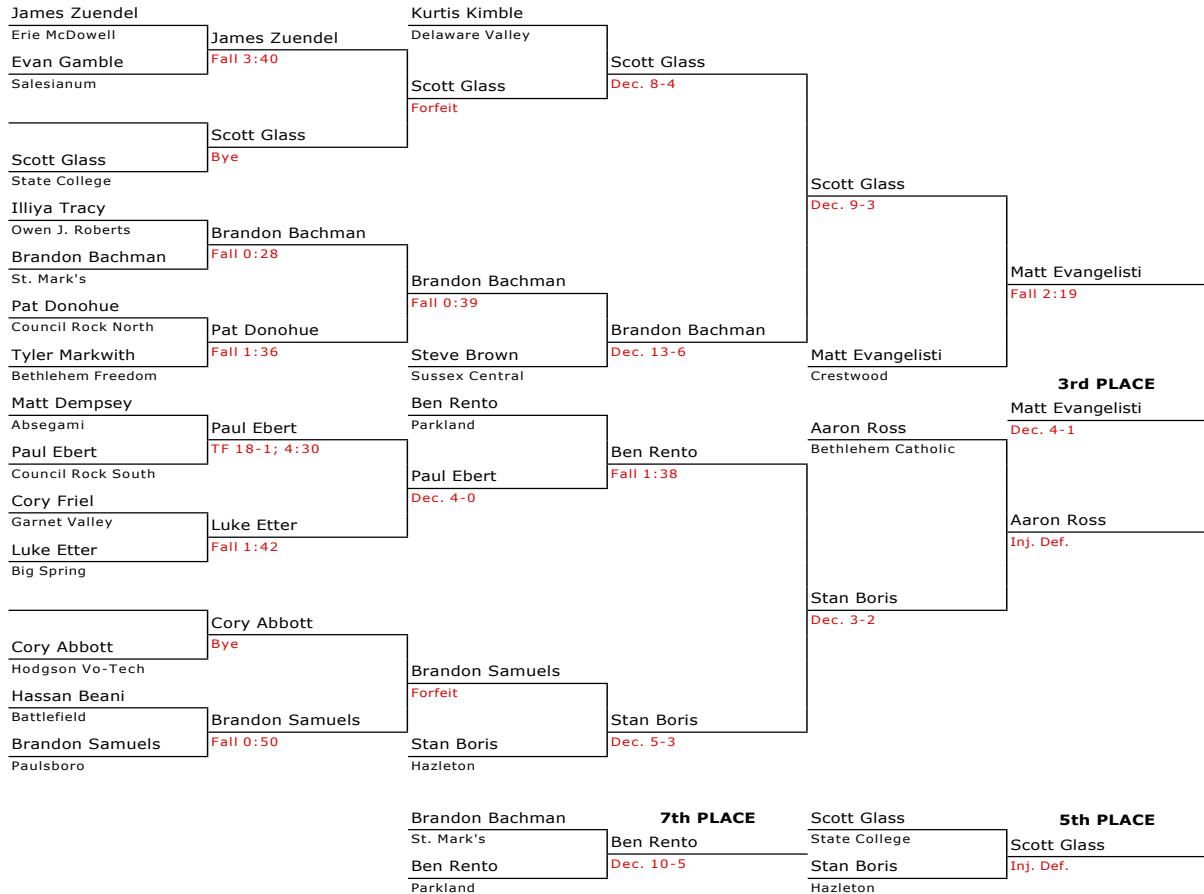 James Zuendel
Erie McDowell
Evan Gamble
Salesianum
Scott Glass
State College
Illiya Tracy
Owen J. Roberts
Brandon Bachman
St. Mark's
Pat Donohue
Council Rock North
Tyler Markwith
Bethlehem Freedom
Matt Dempsey
Absegami
Paul Ebert
Council Rock South
Cory Friel
Garnet Valley
Luke Etter
Big Spring
Cory Abbott
Hodgson Vo-Tech
Hassan Beani
Battlefield
Brandon Samuels
Paulsboro
James Zuendel
Fall 3:40
Scott Glass
Bye
Brandon Bachman
Fall 0:28
Pat Donohue
Fall 1:36
Paul Ebert
TF 18-1; 4:30
Luke Etter
Fall 1:42
Cory Abbott
Bye
Brandon Samuels
Fall 0:50
Kurtis Kimble
Delaware Valley
Scott Glass
Forfeit
Brandon Bachman
Fall 0:39
Steve Brown
Sussex Central
Ben Rento
Parkland
Paul Ebert
Dec. 4-0
Brandon Samuels
Forfeit
Stan Boris
Hazleton
Scott Glass
Dec. 8-4
Brandon Bachman
Dec. 13-6
Ben Rento
Fall 1:38
Stan Boris
Dec. 5-3
Scott Glass
Dec. 9-3
Matt Evangelisti
Crestwood
Aaron Ross
Bethlehem Catholic
Stan Boris
Dec. 3-2
Matt Evangelisti
Fall 2:19
3rd PLACE
Matt Evangelisti
Dec. 4-1
Aaron Ross
Inj. Def.
Brandon Bachman
St. Mark's
Ben Rento
Parkland
7th PLACE
Ben Rento
Dec. 10-5
Scott Glass
State College
Stan Boris
Hazleton
5th PLACE
Scott Glass
Inj. Def.